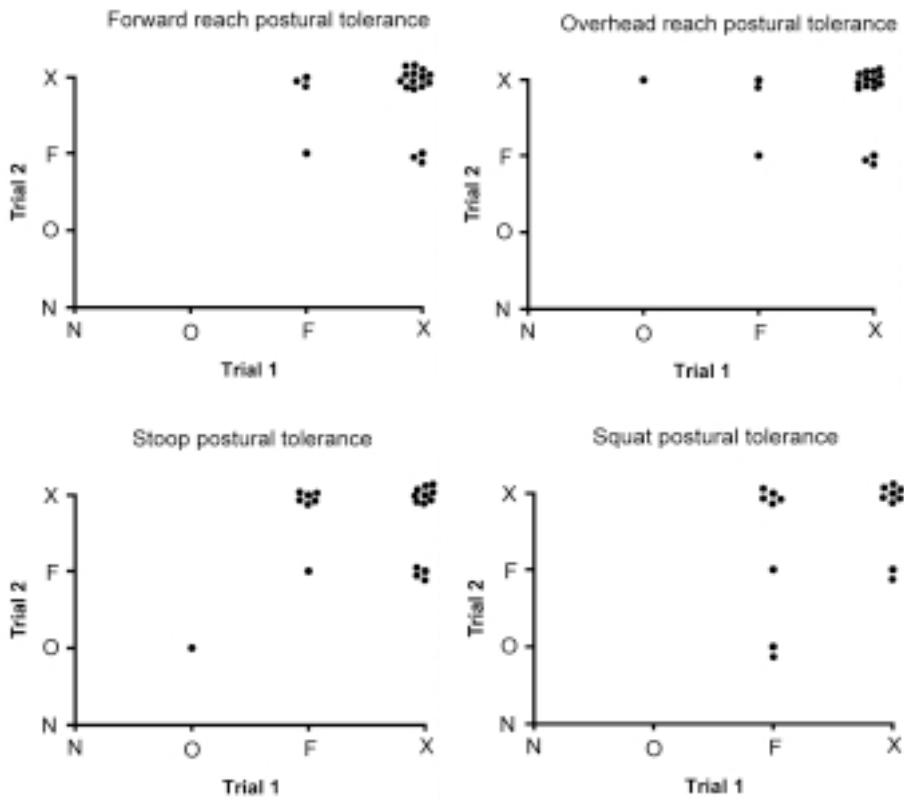 Forward reach postural tolerance
X
F
O
N
Trial 2
N O F X
Trial 1
Overhead reach postural tolerance
X
F
O
N
Trial 2
N O F X
Trial 1
Stoop postural tolerance
X
F
O
N
Trial 2
N O F X
Trial 1
Squat postural tolerance
X
F
O
N
Trial 2
N O F X
Trial 1